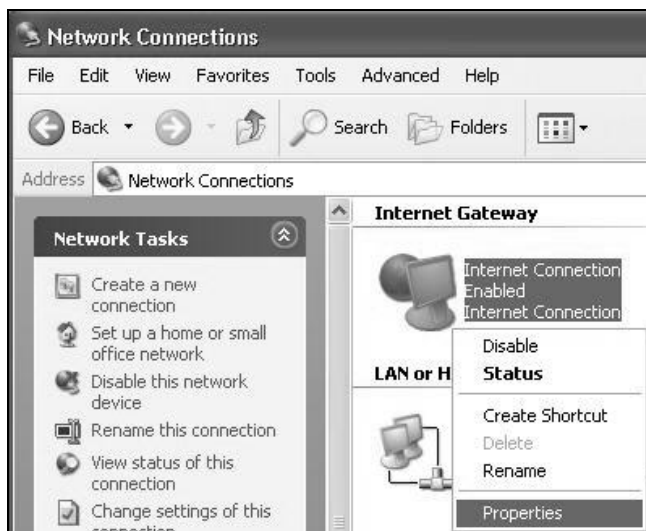 Network Connections
File Edit View Favorites Tools Advanced Help
Back Search Folders
Address Network Connections
Network Tasks
Create a new
connection
Set up a home or small
office network
Disable this network
device
Rename this connection
View status of this
connection
Change settings of this
connection
Internet Gateway
Internet Connection
Enabled
Internet Connection
LAN or H
Disable
Status
Create Shortcut
Delete
Rename
Properties